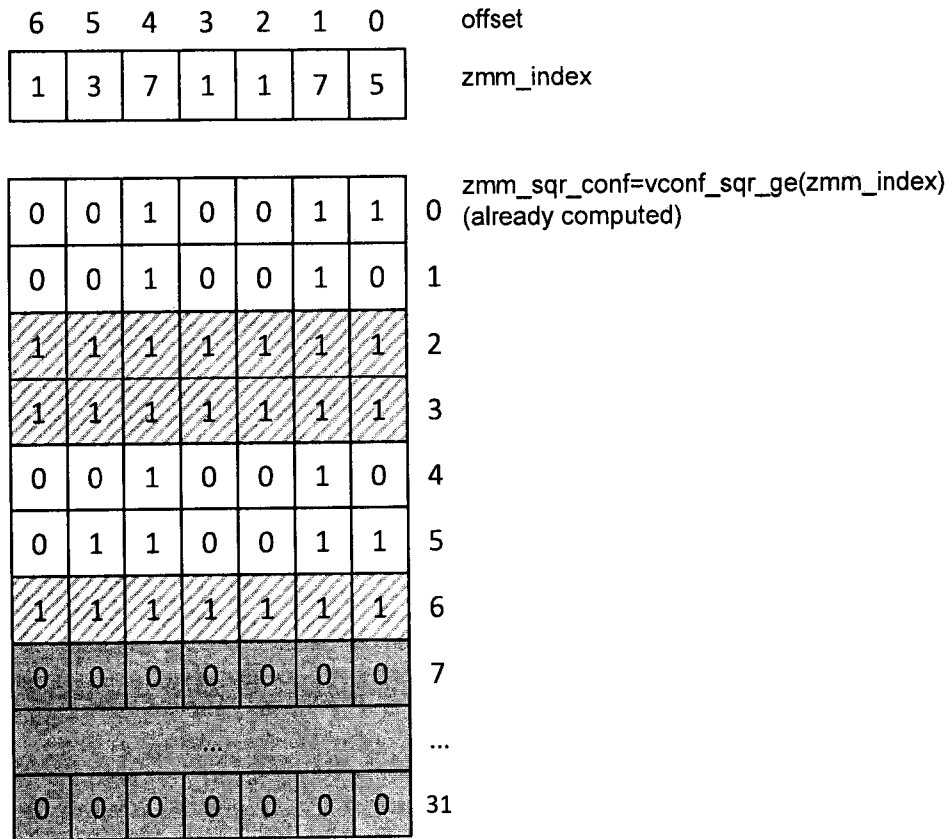 6 5 4 3 2 1 0 offset
1 3 7 1 1 7 5 zmm_index
zmm_sqr_conf=vconf_sqr_ge(zmm_index)
0 0 1 0 0 1 1 0 (already computed)
0 0 1 0 0 1 0 1
1 1 1 1 1 1 1 2
1 1 1 1 1 1 1 3
0 0 1 0 0 1 0 4
0 1 1 0 0 1 1 5
1 1 1 1 1 1 1 6
0 0 0 0 0 0 0 7
... ...
0 0 0 0 0 0 0 31